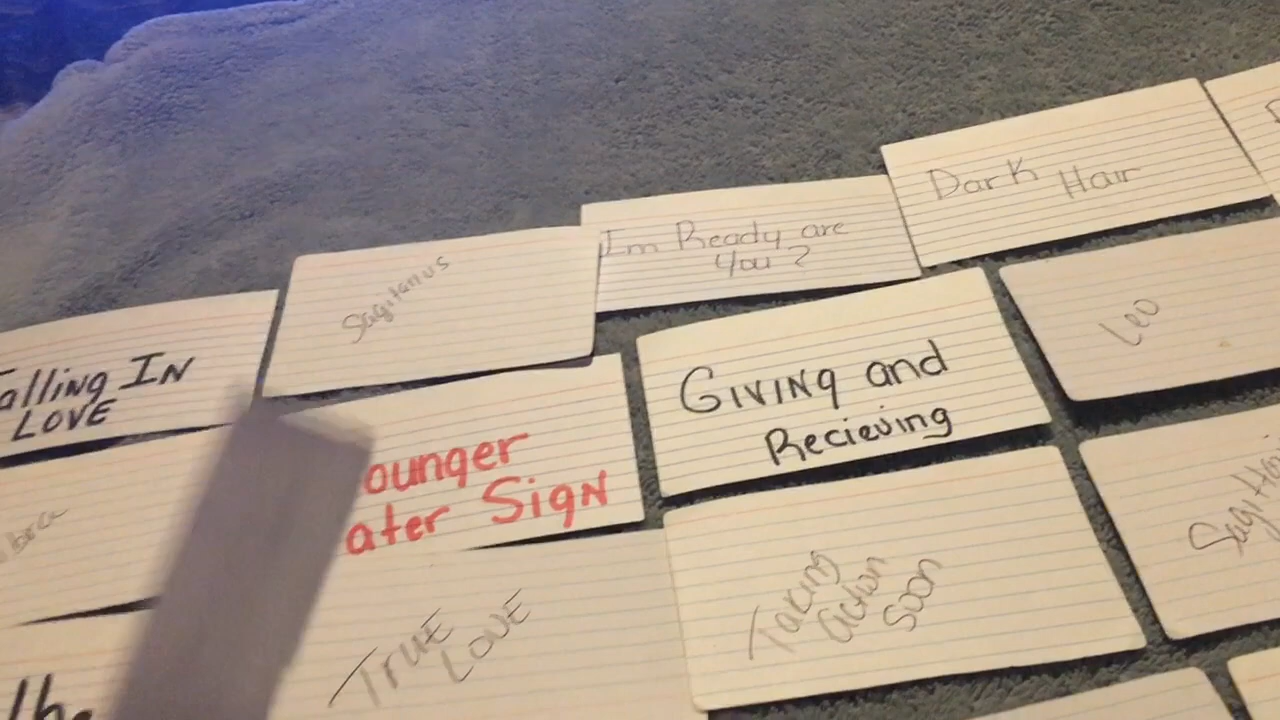 Dark Hair
I'm Ready are
you?
Sagitarius
alling IN
LOVE
GIVINg and
Recieving
Leo
ounger
ater SigN
Taking
action
soon
TRUE
LOVE
the